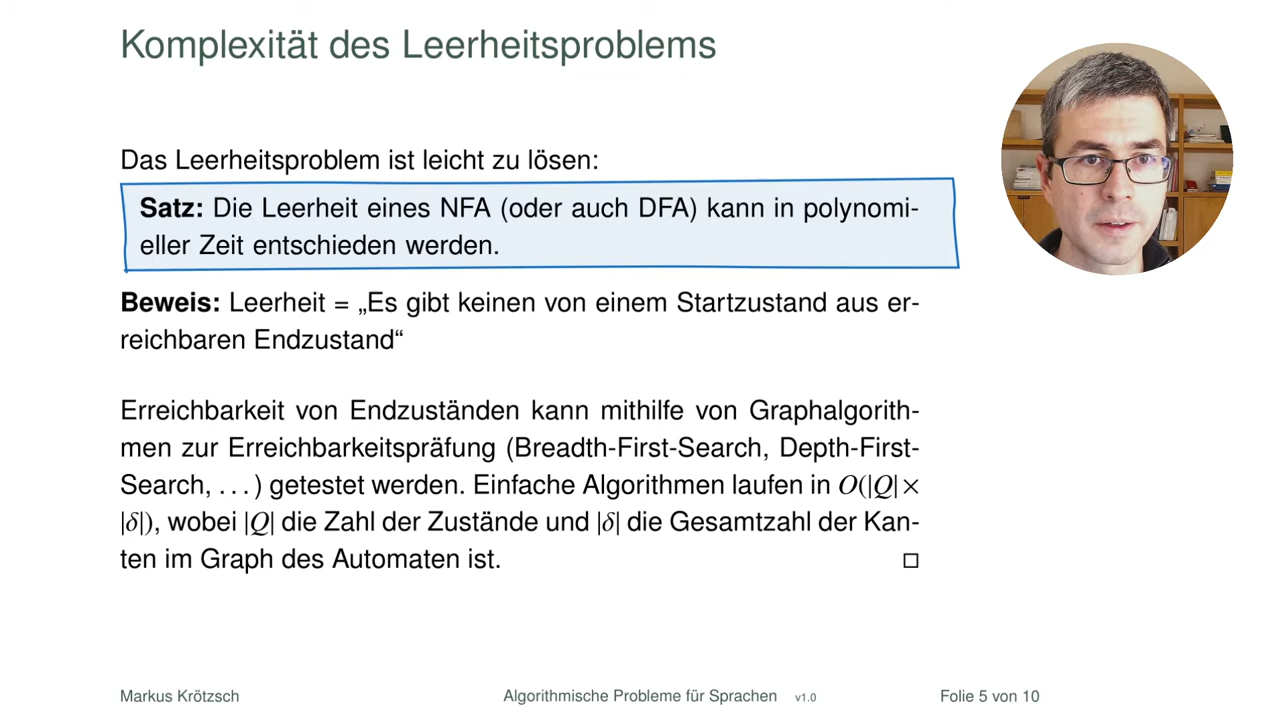 Komplexität des Leerheitsproblems
Das Leerheitsproblem ist leicht zu lösen:
Satz: Die Leerheit eines NFA (oder auch DFA) kann in polynomi-
eller Zeit entschieden werden.
Beweis: Leerheit = „Es gibt keinen von einem Startzustand aus er-
reichbaren Endzustand“
Erreichbarkeit von Endzuständen kann mithilfe von Graphalgorith-
men zur Erreichbarkeitspräfung (Breadth-First-Search, Depth-First-
Search, . . . ) getestet werden. Einfache Algorithmen laufen in O(|Q|×
|δ|), wobei |Q| die Zahl der Zustände und |δ| die Gesamtzahl der Kan-
ten im Graph des Automaten ist. □
Markus Krötzsch Algorithmische Probleme für Sprachen v1.0 Folie 5 von 10